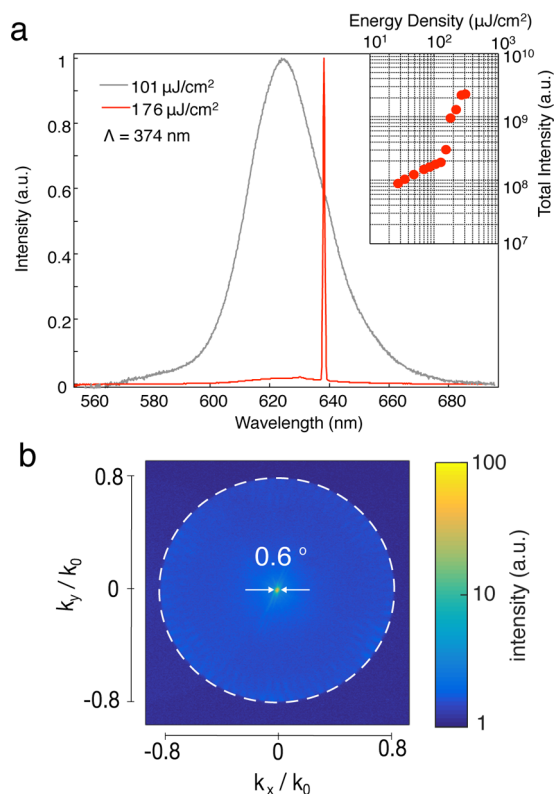 a
Energy Density (μJ/cm²)
10¹ 10² 10³
10¹⁰
10⁹
10⁸
10⁷
Total Intensity (a.u.)
101 μJ/cm²
176 μJ/cm²
Λ = 374 nm
1
0.8
0.6
0.4
0.2
0
Intensity (a.u.)
560 580 600 620 640 660 680
Wavelength (nm)
b
0.8
0
-0.8
k_y / k_0
0.6 °
-0.8 0 0.8
k_x / k_0
100
10
1
intensity (a.u.)